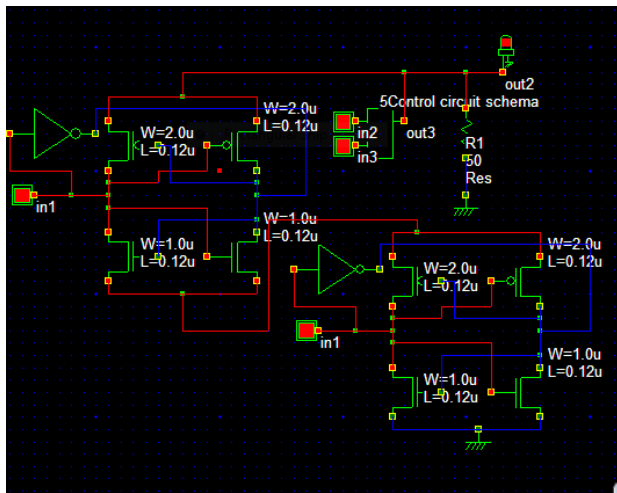 out2
5Control circuit schema
W=2.0u
L=0.12u
W=2.0u
L=0.12u
in2
out3
in3
R1
50
Res
in1
W=1.0u
L=0.12u
W=1.0u
L=0.12u
W=2.0u
L=0.12u
W=2.0u
L=0.12u
in1
W=1.0u
L=0.12u
W=1.0u
L=0.12u